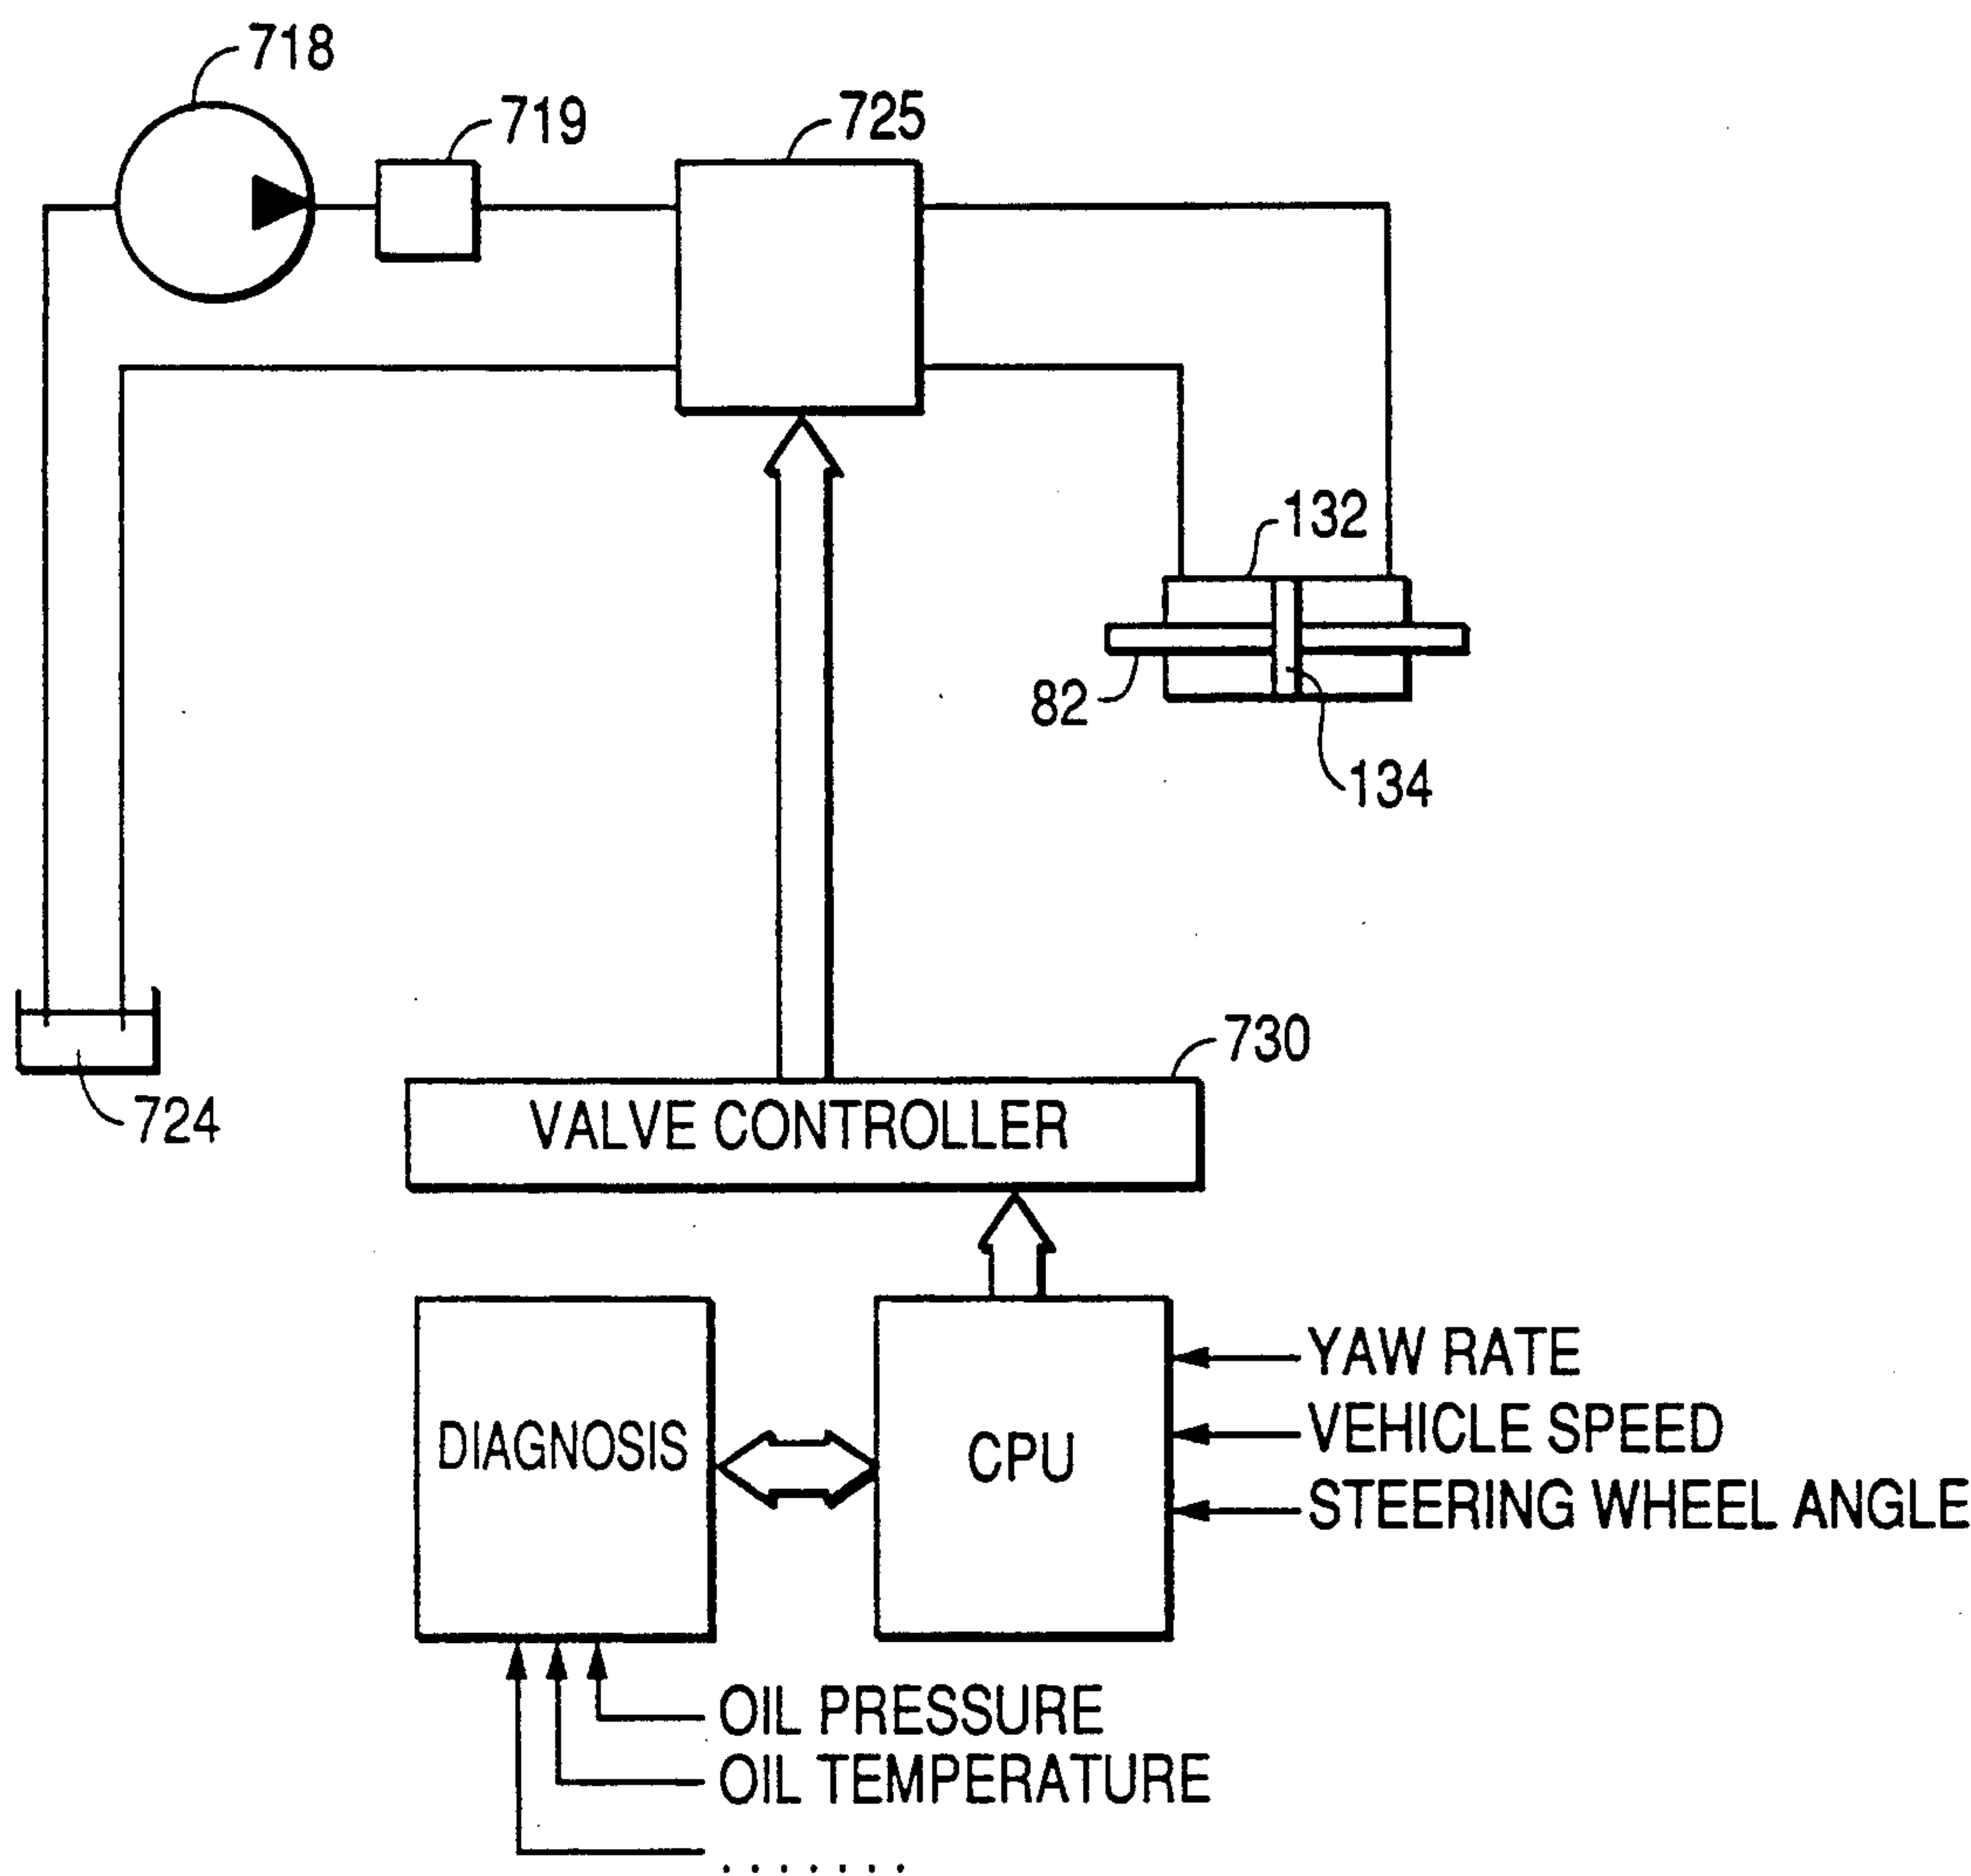 718
719
725
132
82
134
730
724
VALVE CONTROLLER
DIAGNOSIS
CPU
YAW RATE
VEHICLE SPEED
STEERING WHEEL ANGLE
OIL PRESSURE
OIL TEMPERATURE
. . . . . . .